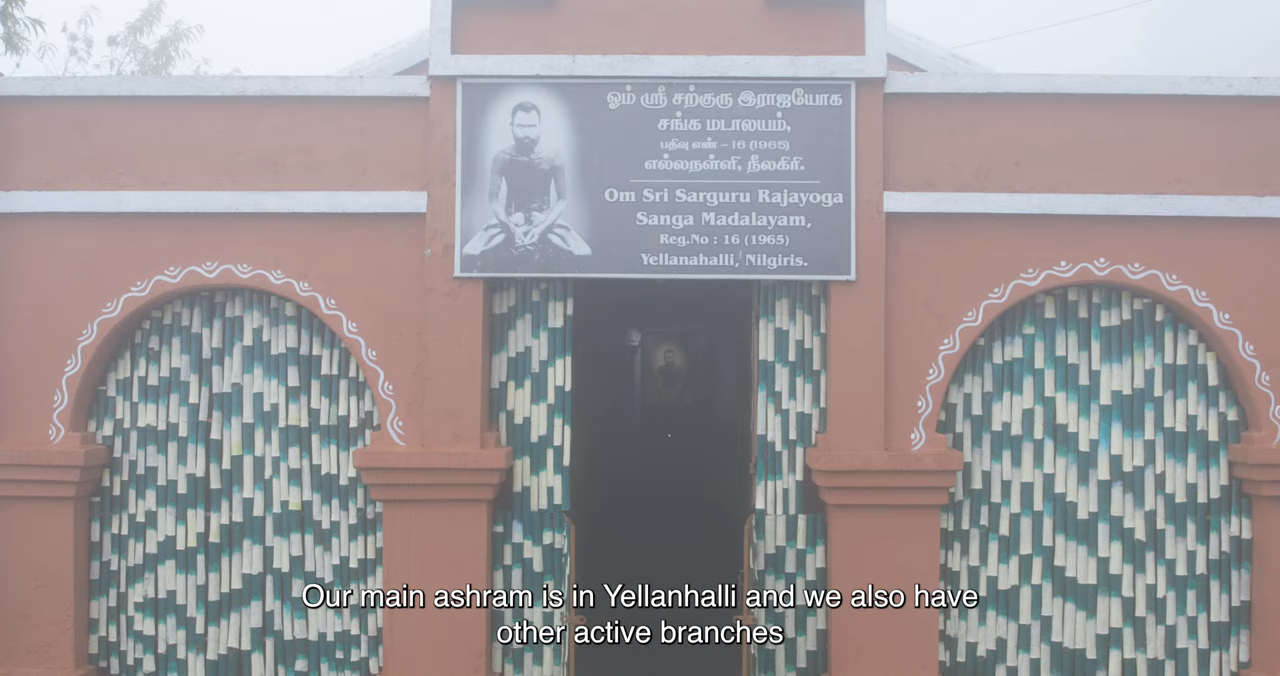 ஓம் ஸ்ரீ சற்குரு இராஜயோக
சங்க மடாலயம்,
பதிவு எண் – 16 (1965)
எல்லநள்ளி, நீலகிரி.
Om Sri Sarguru Rajayoga
Sanga Madalayam,
Reg.No : 16 (1965)
Yellanahalli, Nilgiris.
Our main ashram is in Yellanhalli and we also have
other active branches